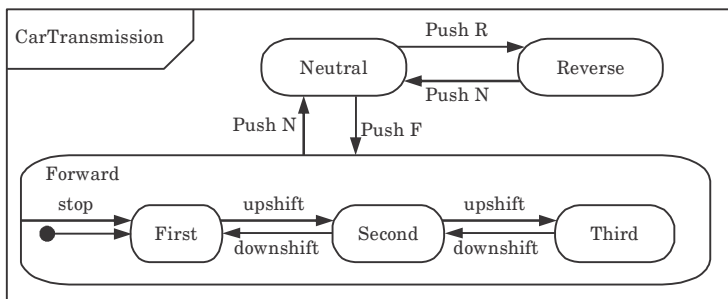 CarTransmission
Push R
Neutral
Reverse
Push N
Push N
Push F
Forward
stop
upshift
upshift
First
Second
Third
downshift
downshift